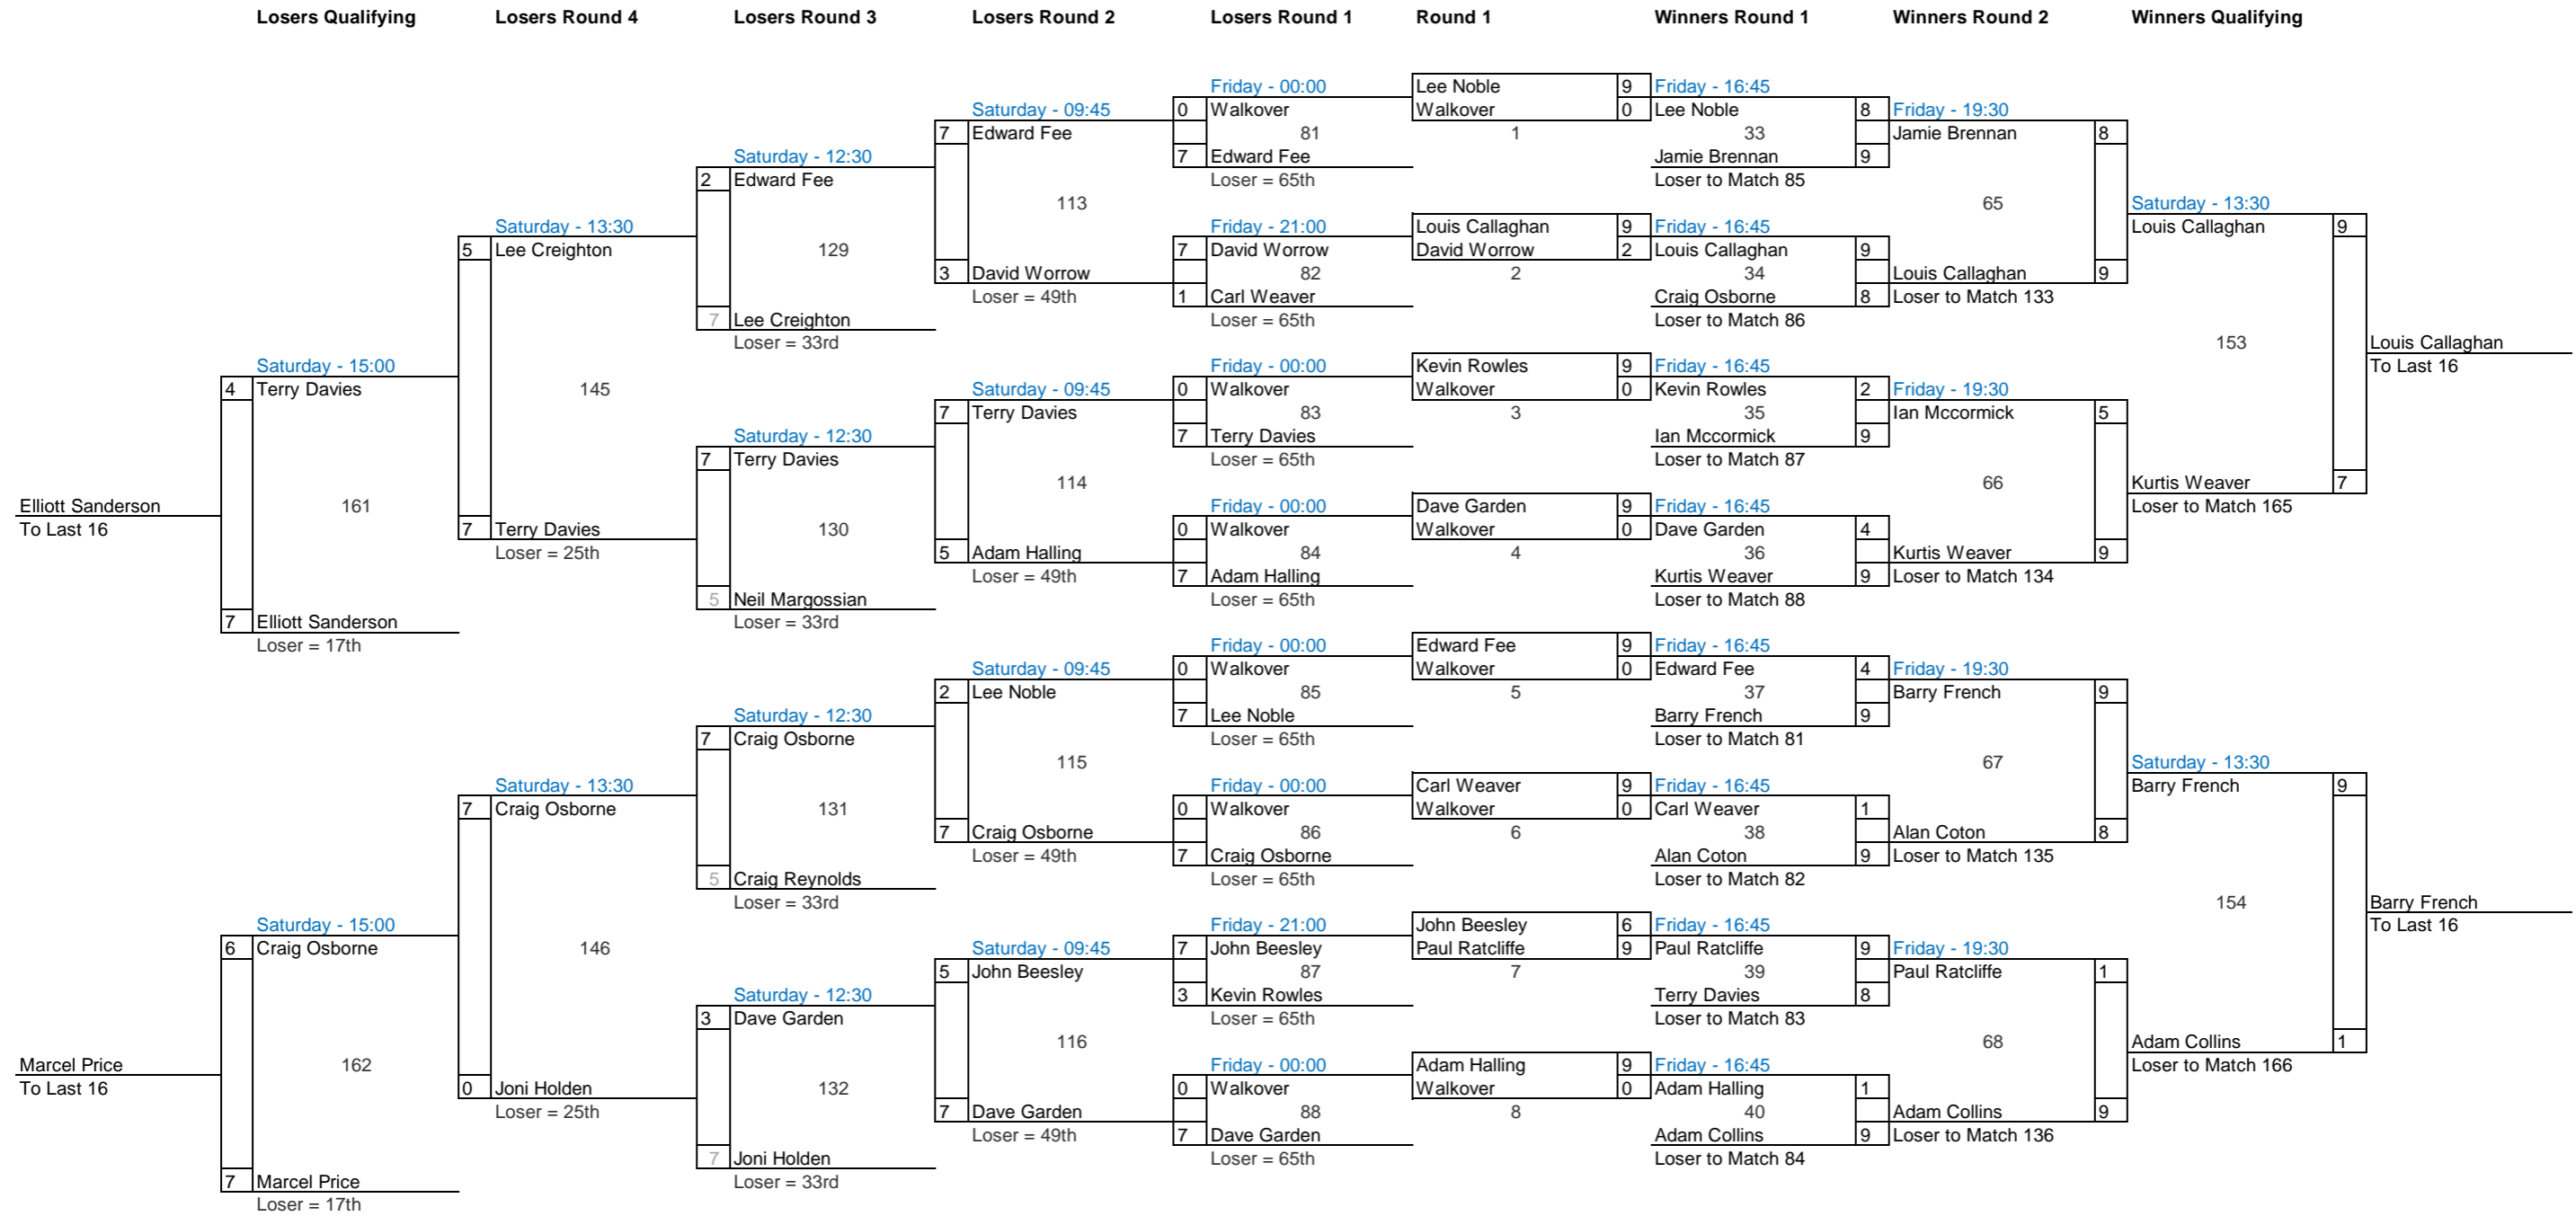 Losers Qualifying Losers Round 4 Losers Round 3 Losers Round 2 Losers Round 1 Round 1 Winners Round 1 Winners Round 2 Winners Qualifying
Friday - 00:00 Lee Noble 9 Friday - 16:45
Saturday - 09:45 0 Walkover Walkover 0 Lee Noble 8 Friday - 19:30
7 Edward Fee 81 1 33 Jamie Brennan 8
Saturday - 12:30 7 Edward Fee Jamie Brennan 9
2 Edward Fee Loser = 65th Loser to Match 85
113 65 Saturday - 13:30
Saturday - 13:30 Friday - 21:00 Louis Callaghan 9 Friday - 16:45 Louis Callaghan 9
5 Lee Creighton 129 7 David Worrow David Worrow 2 Louis Callaghan 9
3 David Worrow 82 2 34 Louis Callaghan 9
Loser = 49th 1 Carl Weaver Craig Osborne 8 Loser to Match 133
7 Lee Creighton Loser = 65th Loser to Match 86
Loser = 33rd 153 Louis Callaghan
Saturday - 15:00 Friday - 00:00 Kevin Rowles 9 Friday - 16:45 To Last 16
4 Terry Davies 145 Saturday - 09:45 0 Walkover Walkover 0 Kevin Rowles 2 Friday - 19:30
7 Terry Davies 83 3 35 Ian Mccormick 5
Saturday - 12:30 7 Terry Davies Ian Mccormick 9
7 Terry Davies Loser = 65th Loser to Match 87
114 66 Kurtis Weaver 7
Elliott Sanderson 161 Friday - 00:00 Dave Garden 9 Friday - 16:45 Loser to Match 165
To Last 16 7 Terry Davies 130 0 Walkover Walkover 0 Dave Garden 4
Loser = 25th 5 Adam Halling 84 4 36 Kurtis Weaver 9
Loser = 49th 7 Adam Halling Kurtis Weaver 9 Loser to Match 134
5 Neil Margossian Loser = 65th Loser to Match 88
7 Elliott Sanderson Loser = 33rd
Loser = 17th Friday - 00:00 Edward Fee 9 Friday - 16:45
Saturday - 09:45 0 Walkover Walkover 0 Edward Fee 4 Friday - 19:30
2 Lee Noble 85 5 37 Barry French 9
Saturday - 12:30 7 Lee Noble Barry French 9
7 Craig Osborne Loser = 65th Loser to Match 81
115 67 Saturday - 13:30
Saturday - 13:30 Friday - 00:00 Carl Weaver 9 Friday - 16:45 Barry French 9
7 Craig Osborne 131 0 Walkover Walkover 0 Carl Weaver 1
7 Craig Osborne 86 6 38 Alan Coton 8
Loser = 49th 7 Craig Osborne Alan Coton 9 Loser to Match 135
5 Craig Reynolds Loser = 65th Loser to Match 82
Loser = 33rd 154 Barry French
Saturday - 15:00 Friday - 21:00 John Beesley 6 Friday - 16:45 To Last 16
6 Craig Osborne 146 Saturday - 09:45 7 John Beesley Paul Ratcliffe 9 Paul Ratcliffe 9 Friday - 19:30
5 John Beesley 87 7 39 Paul Ratcliffe 1
Saturday - 12:30 3 Kevin Rowles Terry Davies 8
3 Dave Garden Loser = 65th Loser to Match 83
116 68 Adam Collins 1
Marcel Price 162 Friday - 00:00 Adam Halling 9 Friday - 16:45 Loser to Match 166
To Last 16 0 Joni Holden 132 0 Walkover Walkover 0 Adam Halling 1
Loser = 25th 7 Dave Garden 88 8 40 Adam Collins 9
Loser = 49th 7 Dave Garden Adam Collins 9 Loser to Match 136
7 Joni Holden Loser = 65th Loser to Match 84
7 Marcel Price Loser = 33rd
Loser = 17th